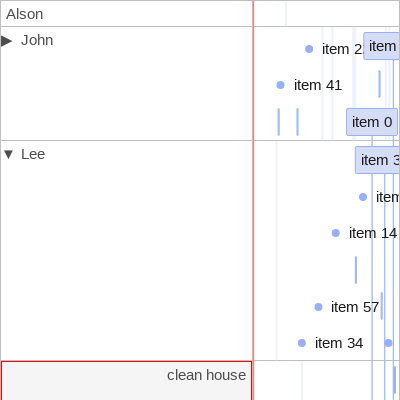 Alson
▶ John
item 2
item
item 41
item 0
▼ Lee
item 3
item
item 14
item 57
item 34
clean house